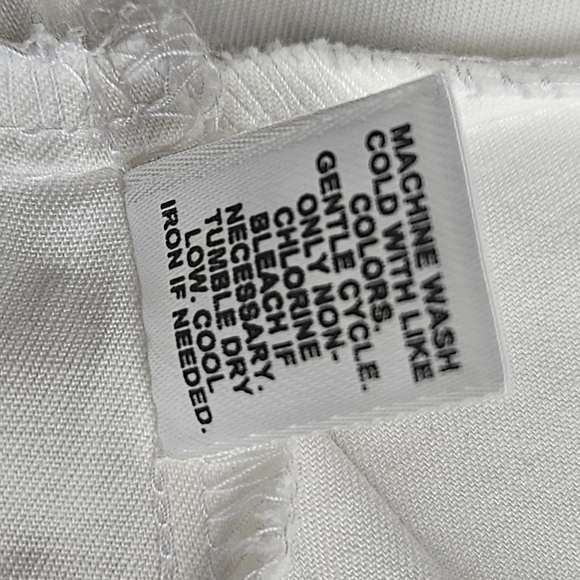 MACHINE WASH
COLD WITH LIKE
COLORS.
GENTLE CYCLE.
ONLY NON-
CHLORINE
BLEACH IF
NECESSARY.
TUMBLE DRY
LOW. COOL
IRON IF NEEDED.